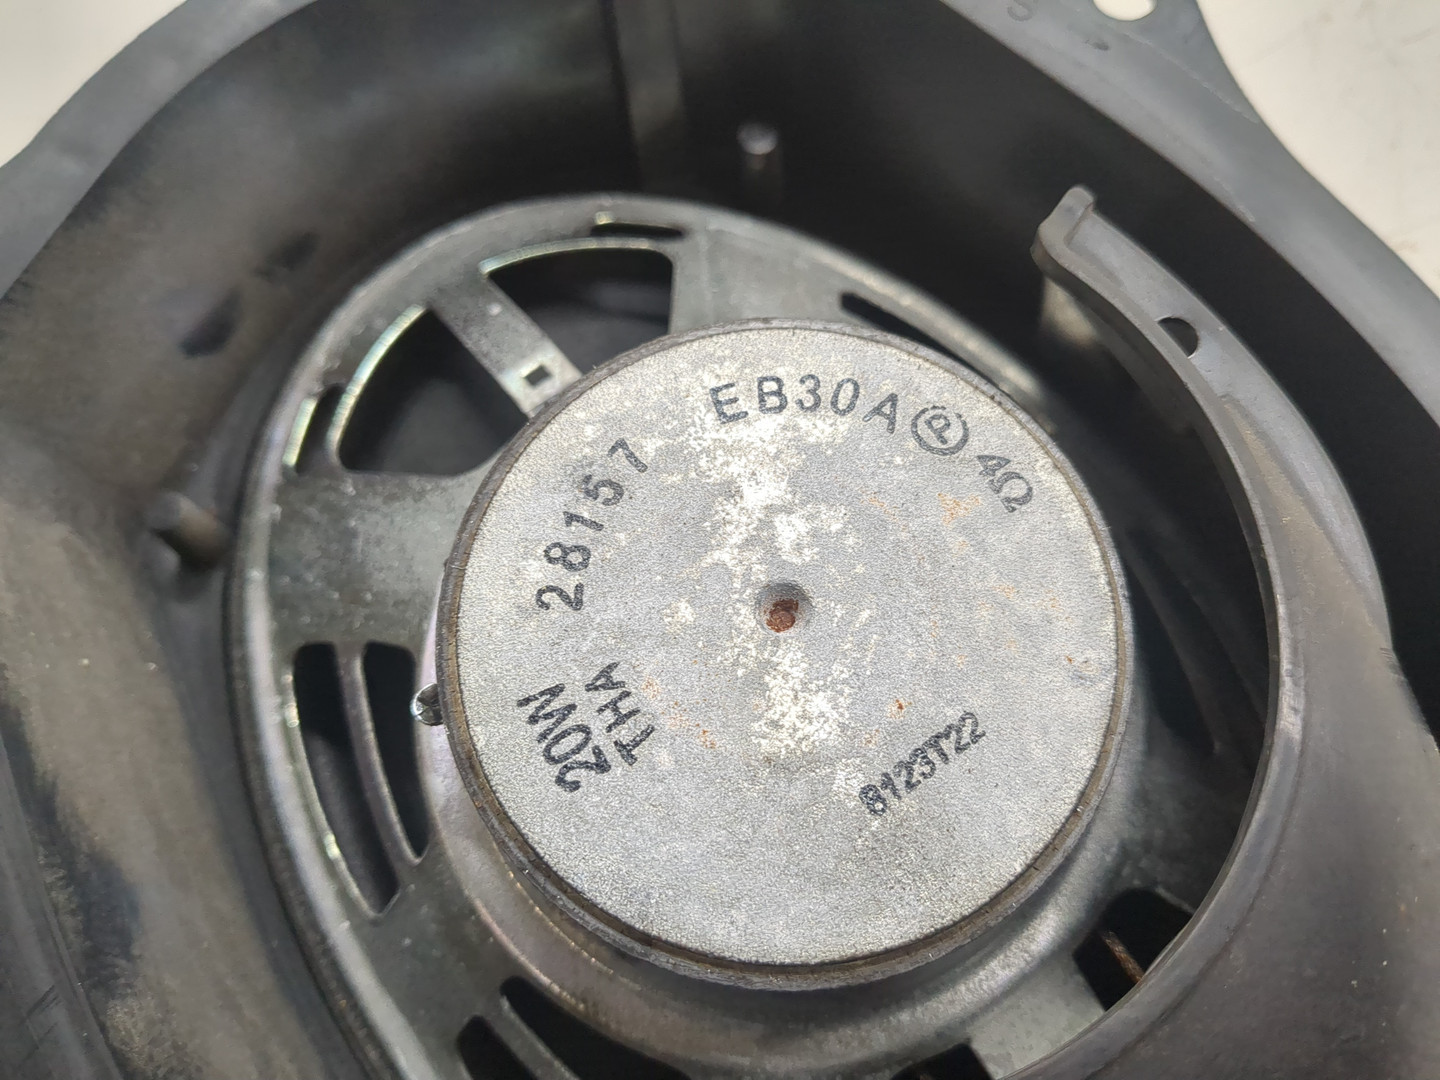 EB30A Ⓟ 4Ω
28157
20W
THA
8123T22